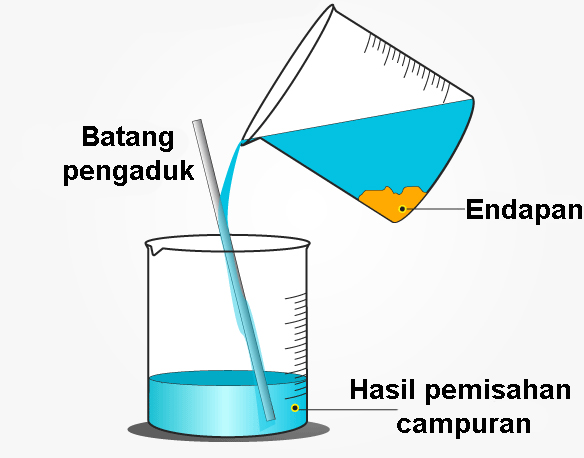 Batang
pengaduk
Endapan
Hasil pemisahan
campuran